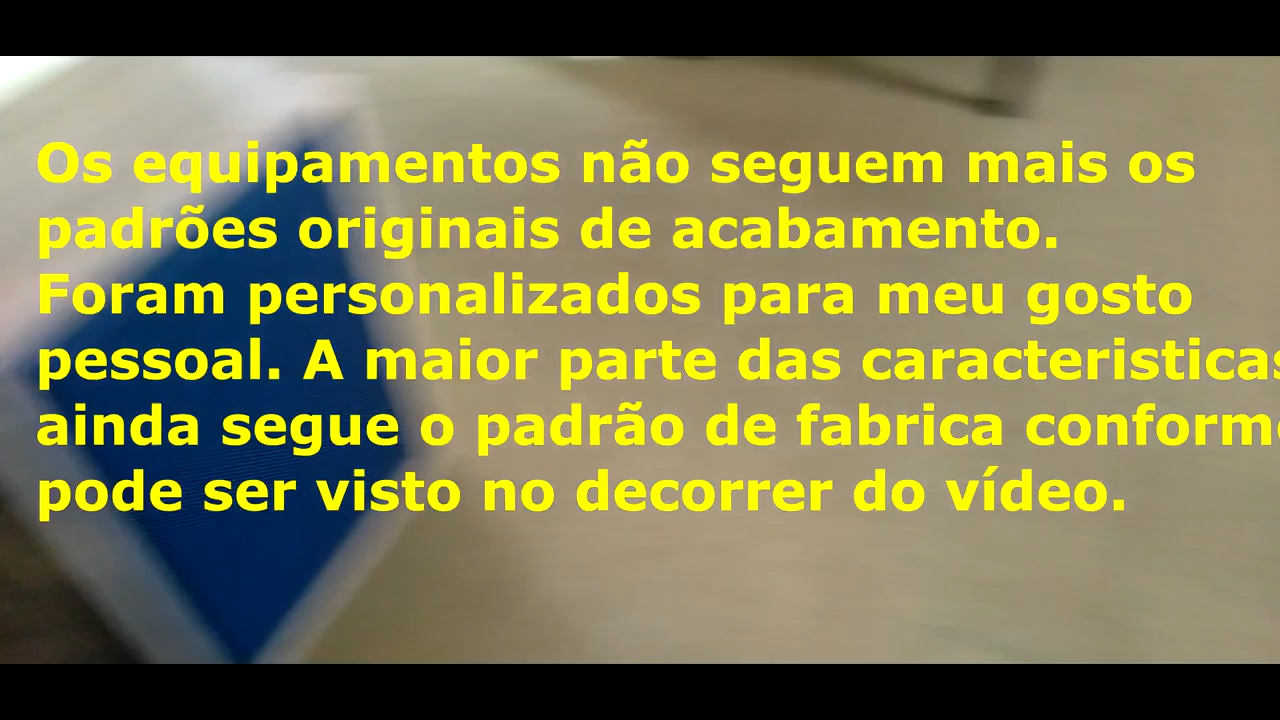 Os equipamentos não seguem mais os
padrões originais de acabamento.
Foram personalizados para meu gosto
pessoal. A maior parte das caracteristicas
ainda segue o padrão de fabrica conforme
pode ser visto no decorrer do vídeo.